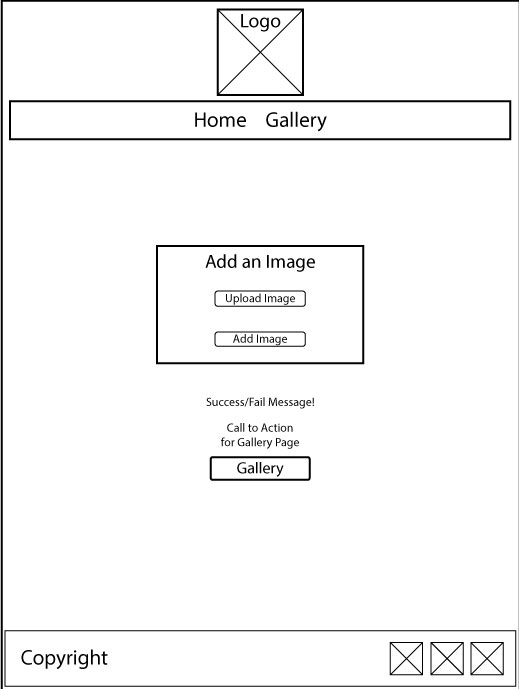 Logo
Home Gallery
Add an Image
Upload Image
Add Image
Success/Fail Message!
Call to Action
for Gallery Page
Gallery
Copyright